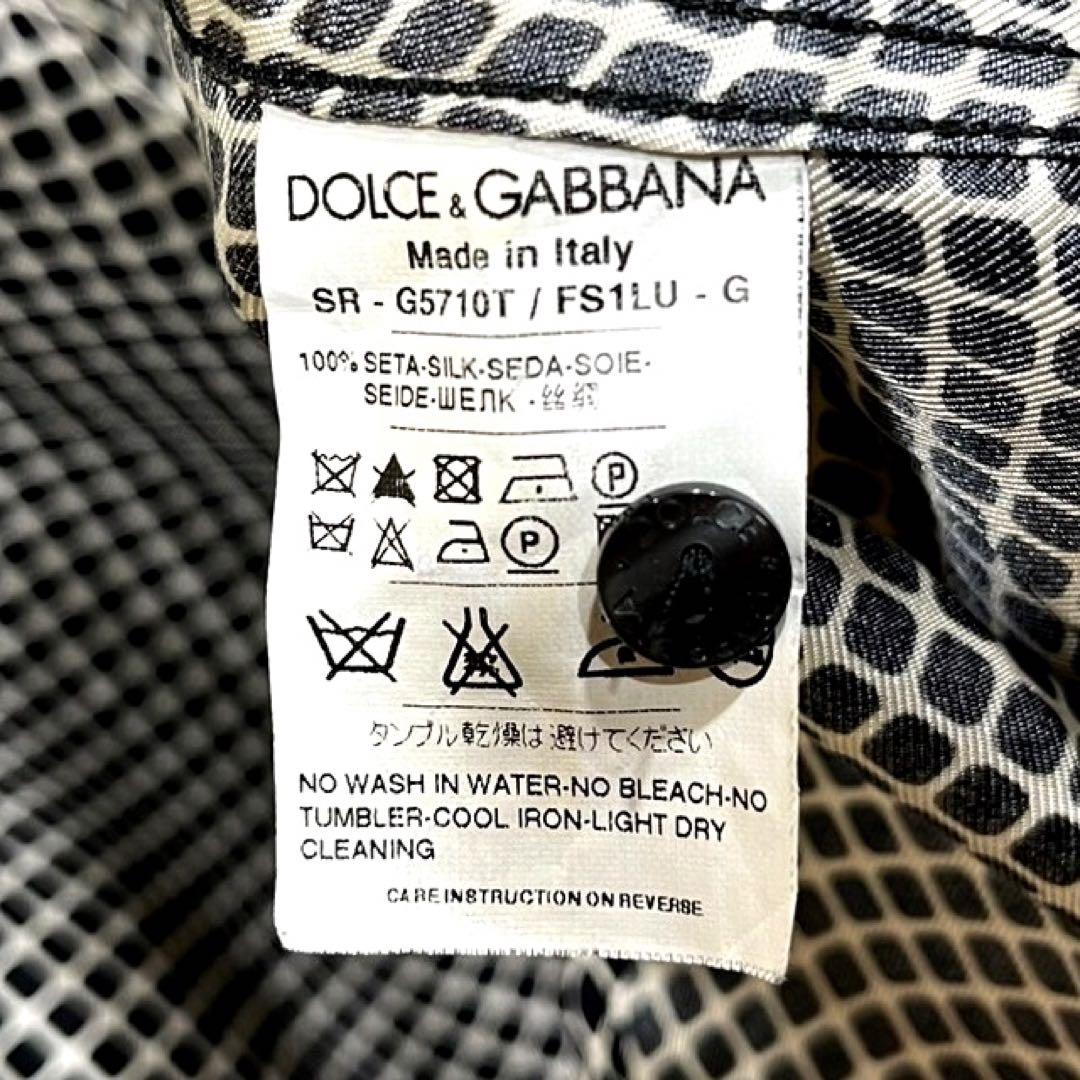 DOLCE & GABBANA
Made in Italy
SR - G5710T / FS1LU - G
100% SETA-SILK-SEDA-SOIE-
SEIDE-ШЕЛК -丝绸
P
P
タンブル乾燥は避けてください
NO WASH IN WATER-NO BLEACH-NO
TUMBLER-COOL IRON-LIGHT DRY
CLEANING
CARE INSTRUCTION ON REVERSE